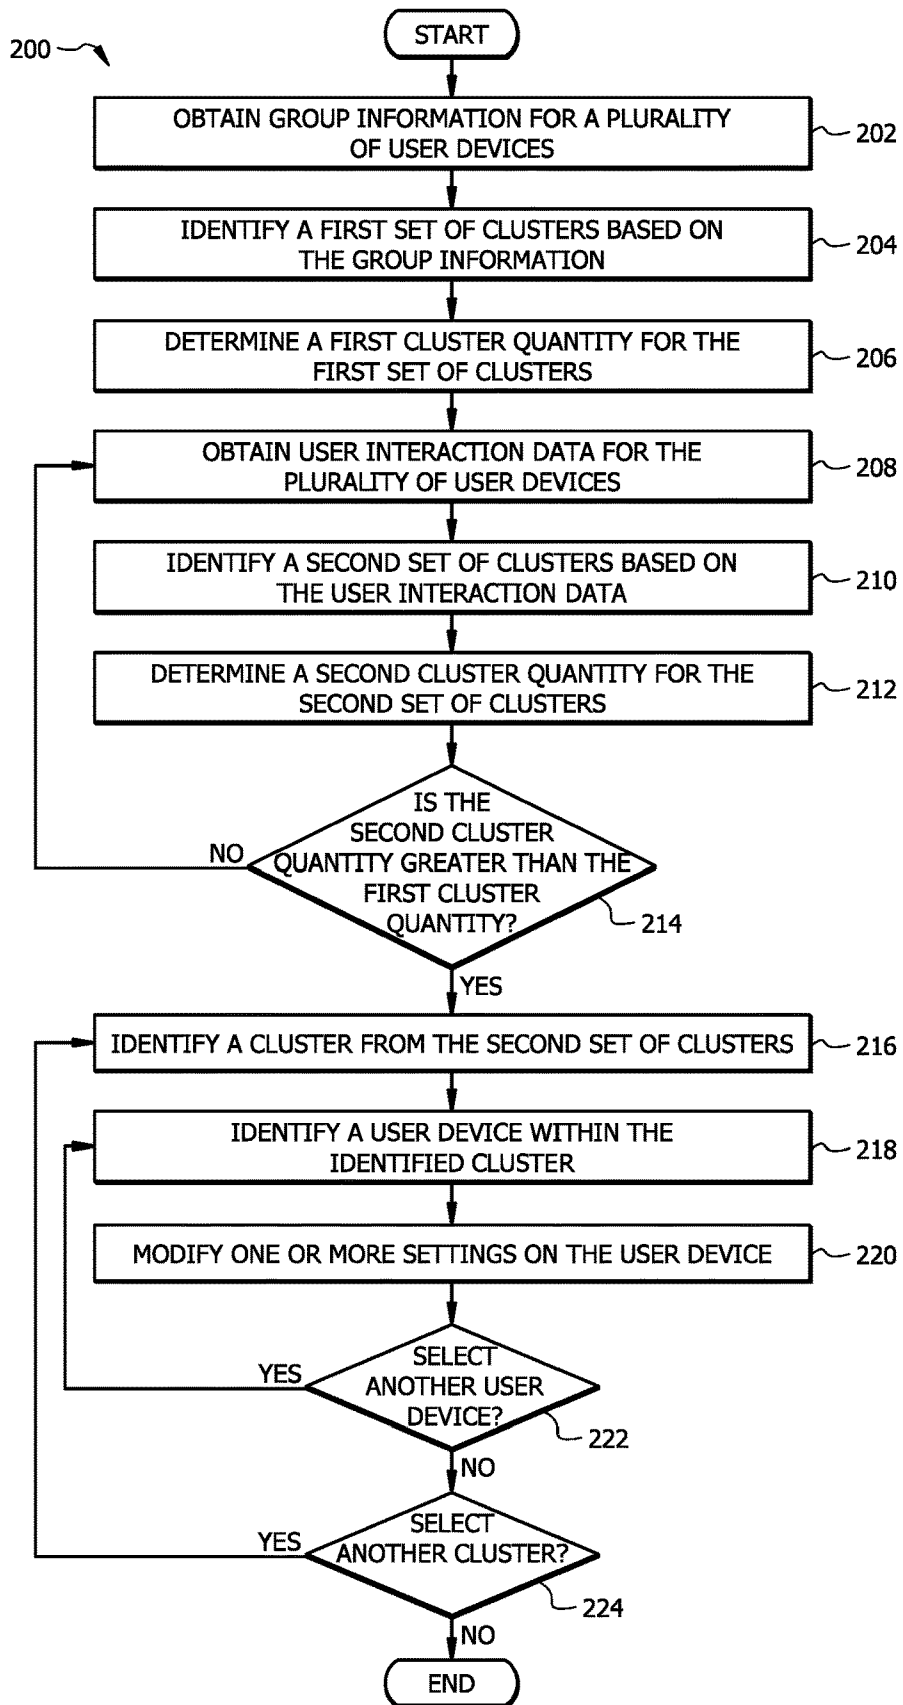 START
200
OBTAIN GROUP INFORMATION FOR A PLURALITY
OF USER DEVICES
202
IDENTIFY A FIRST SET OF CLUSTERS BASED ON
THE GROUP INFORMATION
204
DETERMINE A FIRST CLUSTER QUANTITY FOR THE
FIRST SET OF CLUSTERS
206
OBTAIN USER INTERACTION DATA FOR THE
PLURALITY OF USER DEVICES
208
IDENTIFY A SECOND SET OF CLUSTERS BASED ON
THE USER INTERACTION DATA
210
DETERMINE A SECOND CLUSTER QUANTITY FOR THE
SECOND SET OF CLUSTERS
212
IS THE
SECOND CLUSTER
QUANTITY GREATER THAN THE
FIRST CLUSTER
QUANTITY?
NO
214
YES
IDENTIFY A CLUSTER FROM THE SECOND SET OF CLUSTERS
216
IDENTIFY A USER DEVICE WITHIN THE
IDENTIFIED CLUSTER
218
MODIFY ONE OR MORE SETTINGS ON THE USER DEVICE
220
SELECT
ANOTHER USER
DEVICE?
YES
222
NO
SELECT
ANOTHER CLUSTER?
YES
224
NO
END